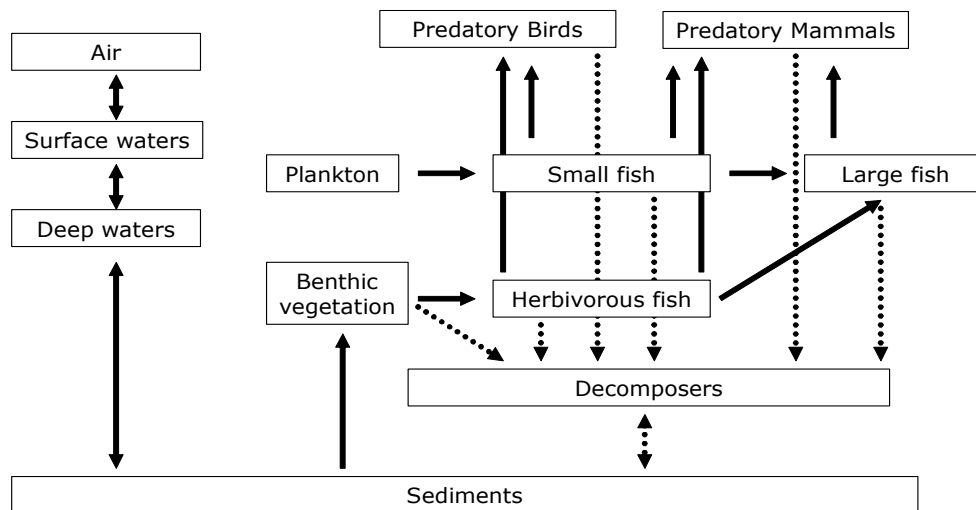 Predatory Birds
Predatory Mammals
Air
Surface waters
Plankton
Small fish
Large fish
Deep waters
Benthic
vegetation
Herbivorous fish
Decomposers
Sediments